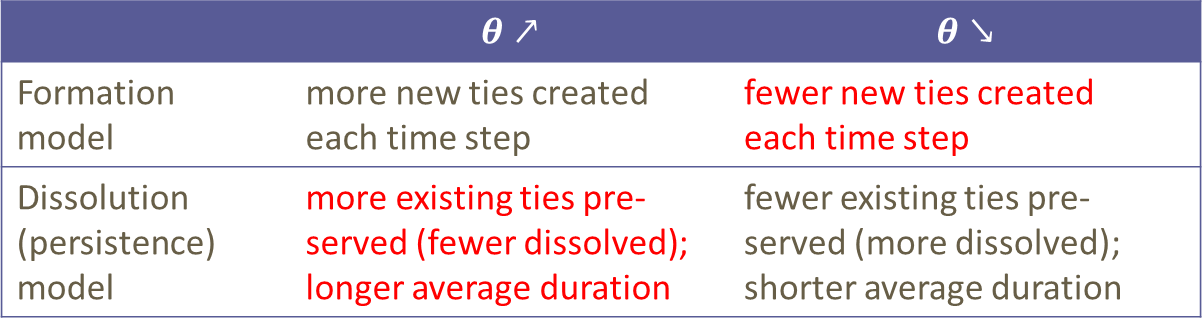 θ ↗ θ ↘
Formation model
more new ties created each time step
fewer new ties created each time step
Dissolution (persistence) model
more existing ties pre-
served (fewer dissolved);
longer average duration
fewer existing ties pre-
served (more dissolved);
shorter average duration